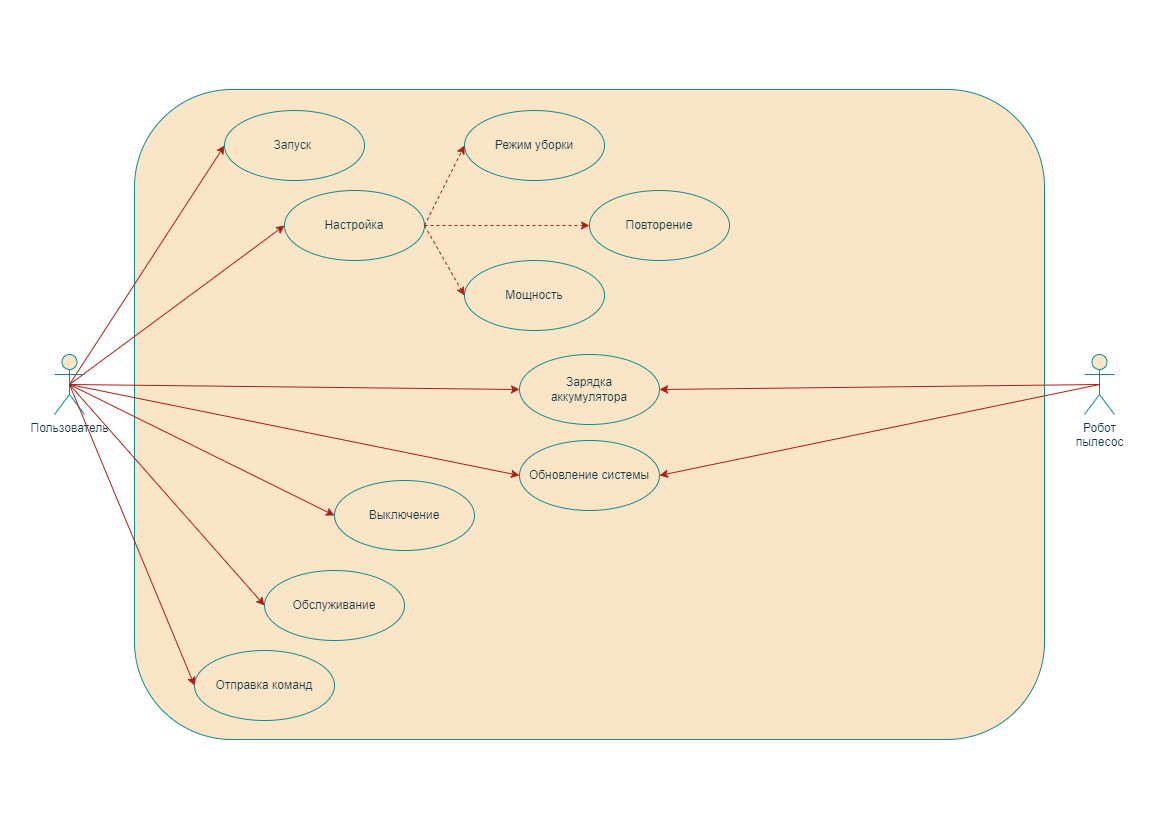 Запуск
Режим уборки
Настройка
Повторение
Мощность
Зарядка
аккумулятора
Пользователь
Робот
пылесос
Обновление системы
Выключение
Обслуживание
Отправка команд